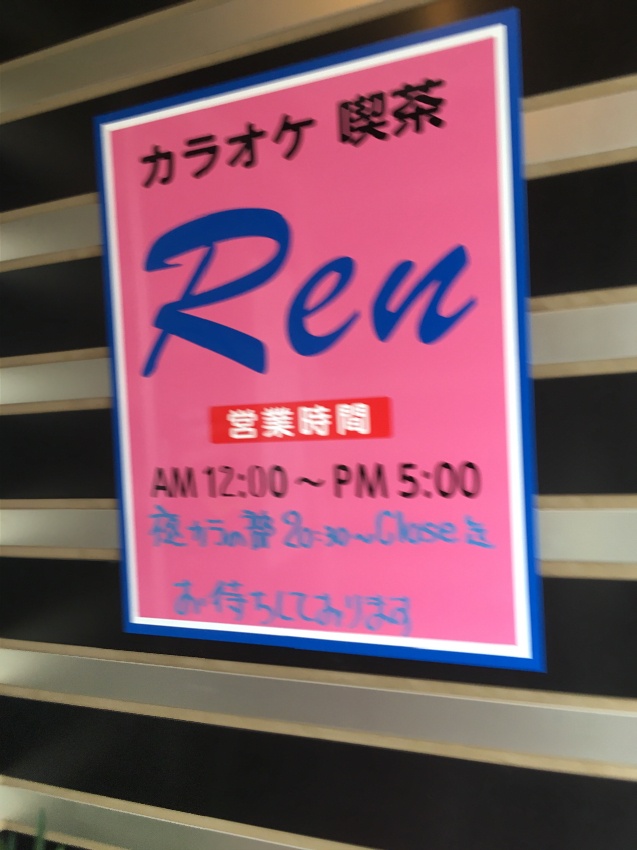 カラオケ 喫茶
Ren
営業時間
AM 12:00～PM 5:00
夜カラの部 20:30～Close迄
お待ちしております